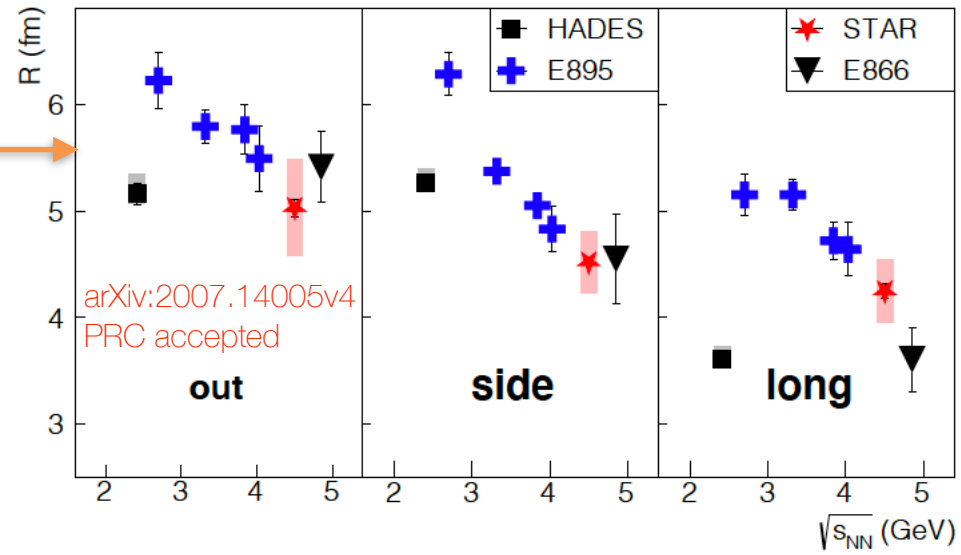 R (fm)
6
5
4
3
HADES
E895
STAR
E866
arXiv:2007.14005v4
PRC accepted
out
side
long
2 3 4 5
2 3 4 5
2 3 4 5
√sNN (GeV)